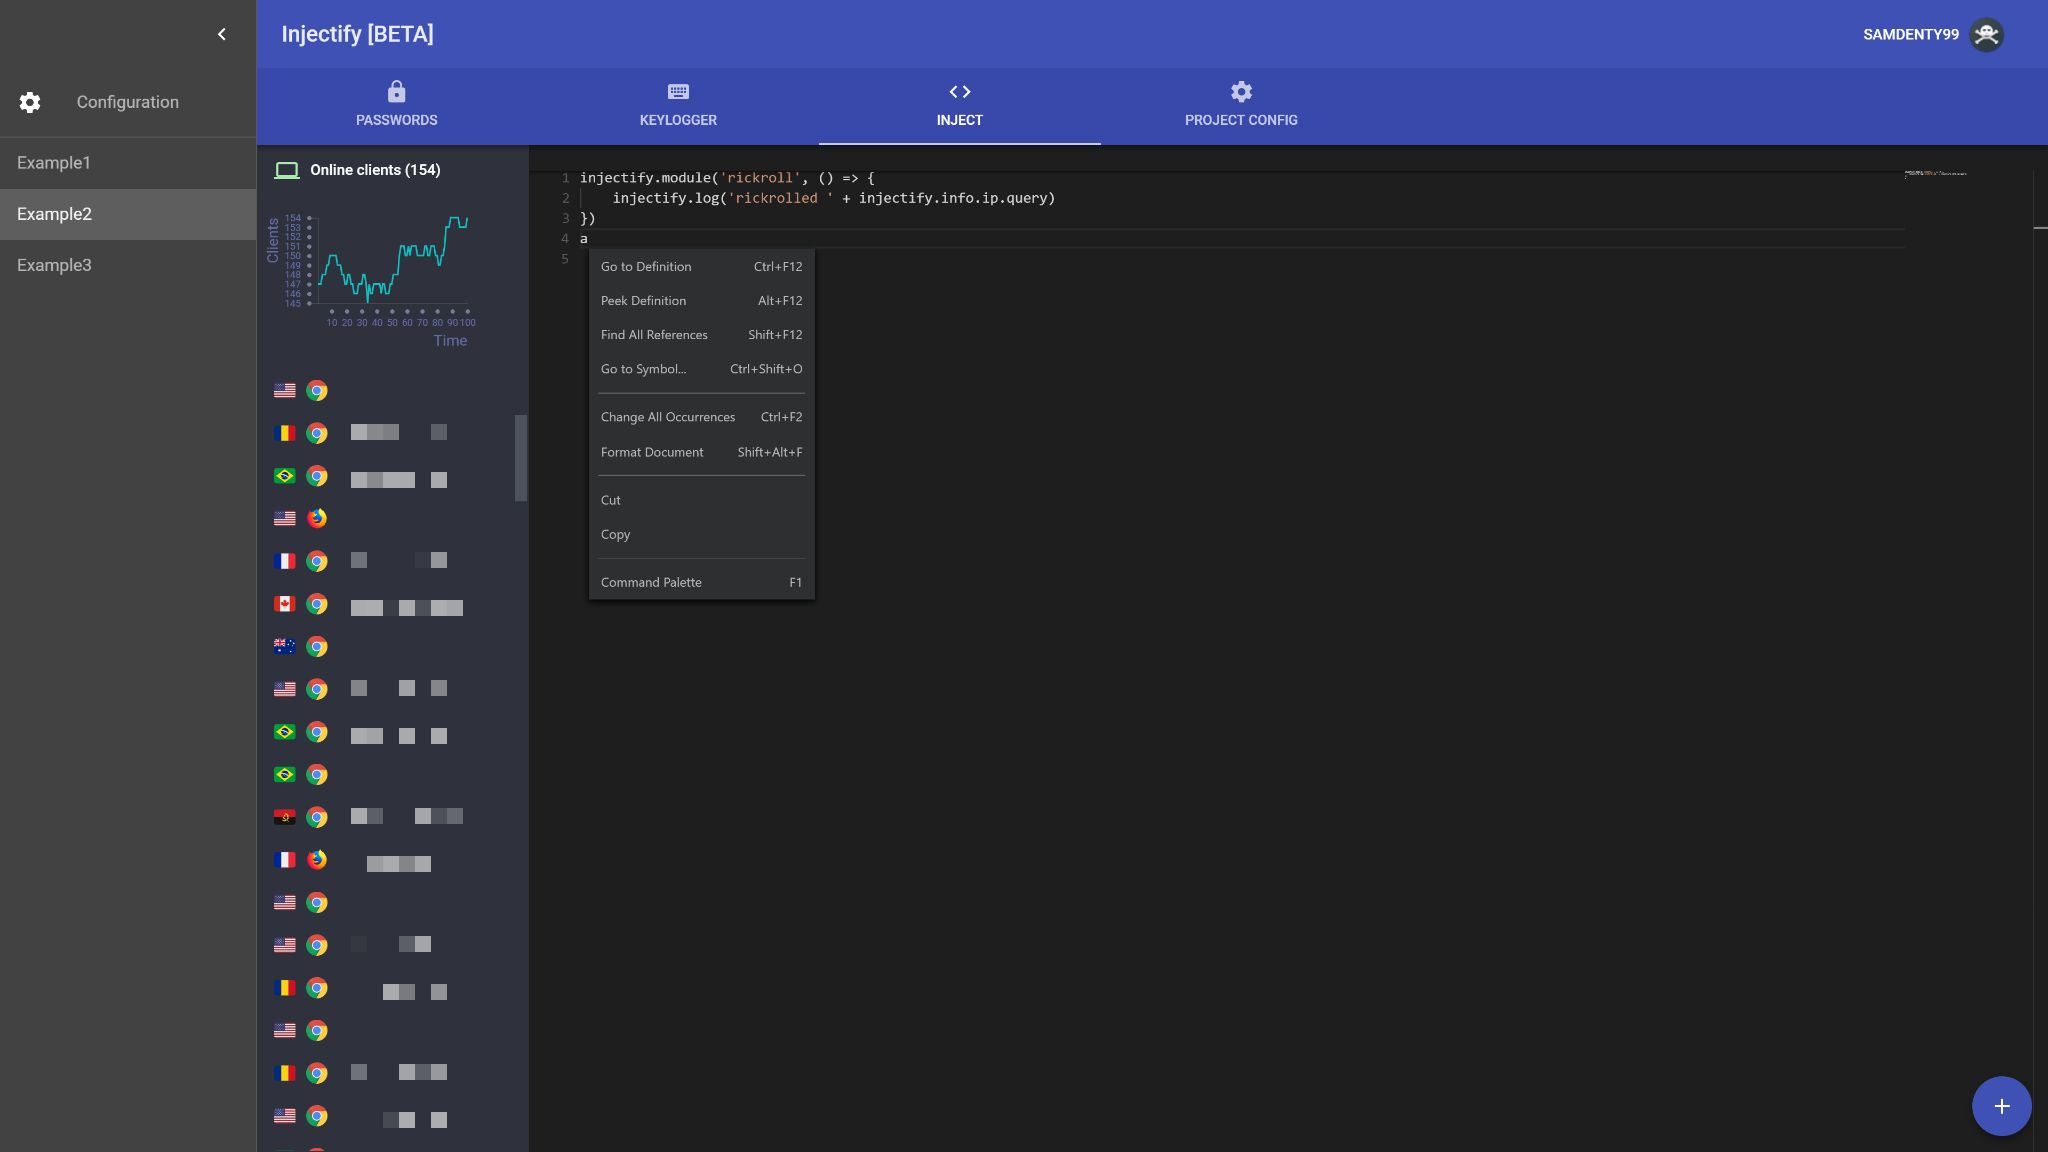 Injectify [BETA]
SAMDENTY99
Configuration
PASSWORDS
KEYLOGGER
INJECT
PROJECT CONFIG
Example1
Example2
Example3
Online clients (154)
Clients
154
153
152
151
150
149
148
147
146
145
10 20 30 40 50 60 70 80 90 100
Time
1 injectify.module('rickroll', () => {
2 injectify.log('rickrolled ' + injectify.info.ip.query)
3 })
4 a
5
Go to Definition Ctrl+F12
Peek Definition Alt+F12
Find All References Shift+F12
Go to Symbol... Ctrl+Shift+O
Change All Occurrences Ctrl+F2
Format Document Shift+Alt+F
Cut
Copy
Command Palette F1